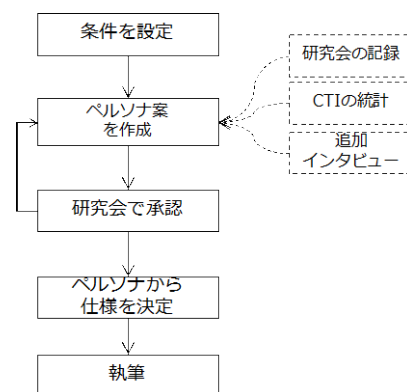 条件を設定
研究会の記録
CTIの統計
ペルソナ案
を作成
追加
インタビュー
研究会で承認
ペルソナから
仕様を決定
執筆